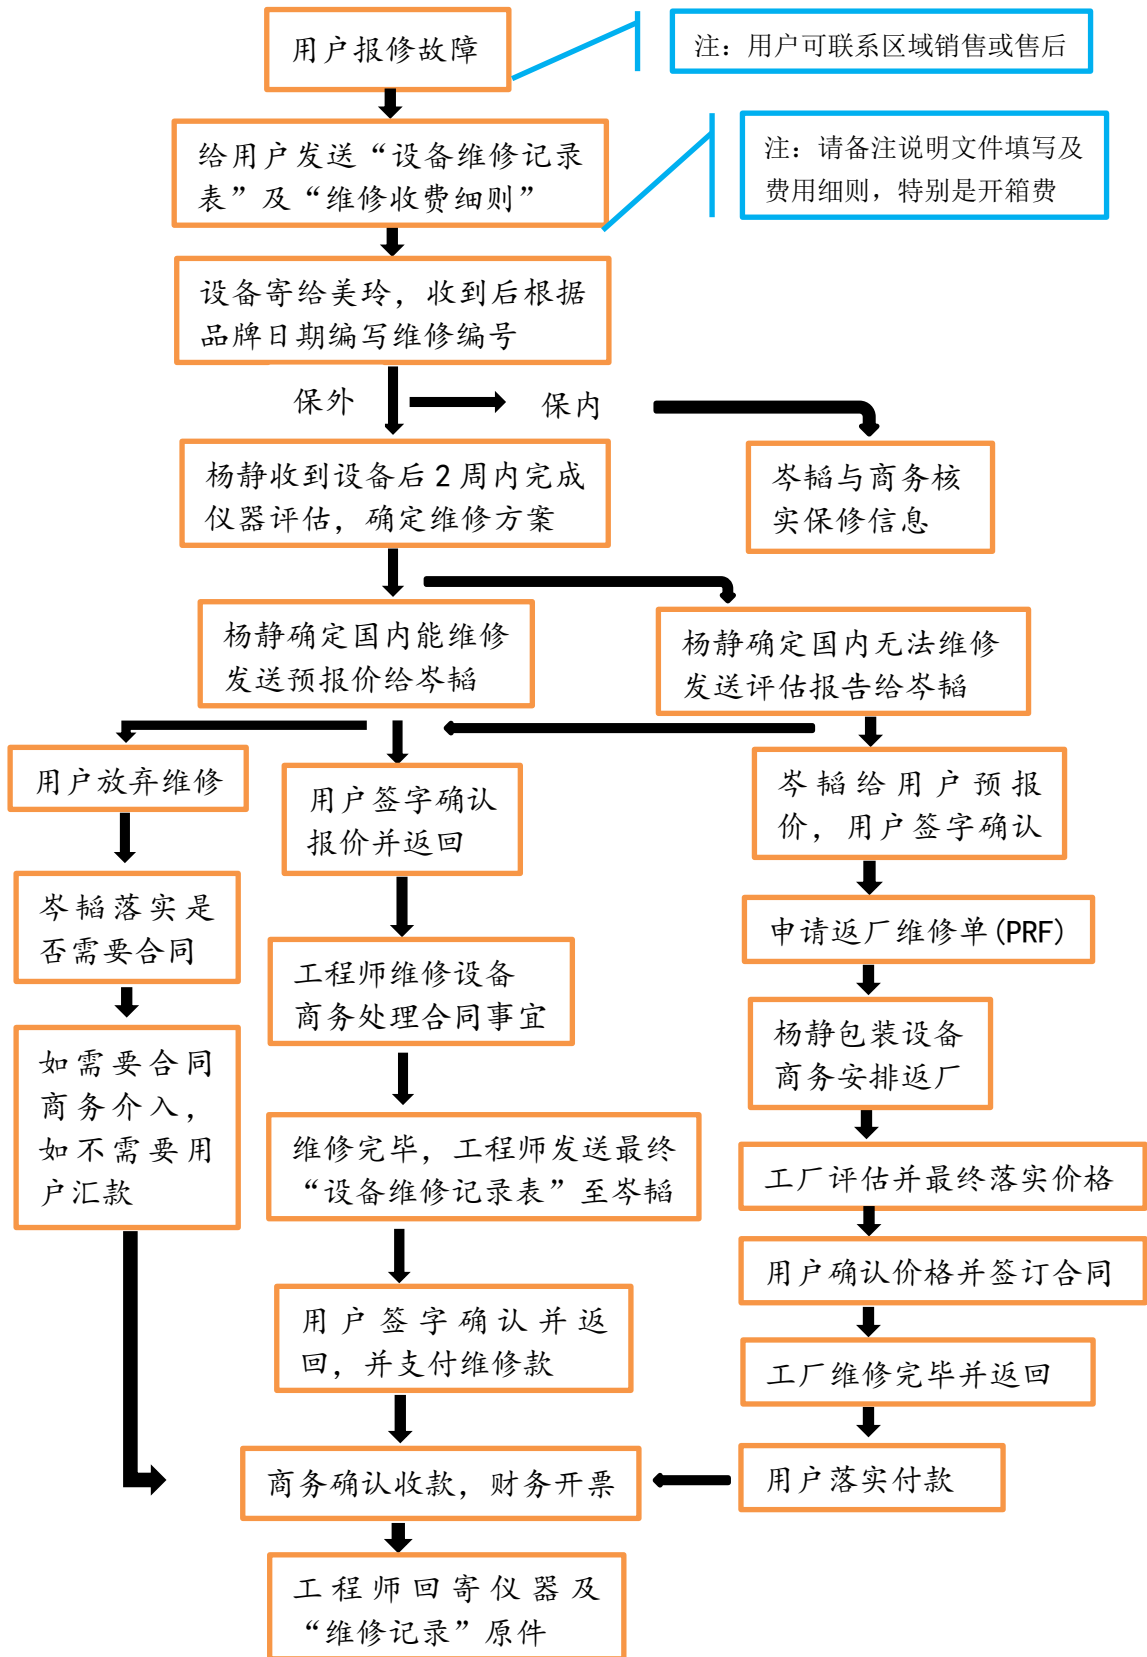 用户报修故障
注：用户可联系区域销售或售后
给用户发送“设备维修记录
表”及“维修收费细则”
注：请备注说明文件填写及
费用细则，特别是开箱费
设备寄给美玲，收到后根据
品牌日期编写维修编号
保外
保内
杨静收到设备后2周内完成
仪器评估，确定维修方案
岑韬与商务核
实保修信息
杨静确定国内能维修
发送预报价给岑韬
杨静确定国内无法维修
发送评估报告给岑韬
用户放弃维修
用户签字确认
报价并返回
岑韬给用户预报
价，用户签字确认
岑韬落实是
否需要合同
申请返厂维修单(PRF)
工程师维修设备
商务处理合同事宜
杨静包装设备
商务安排返厂
如需要合同
商务介入，
如不需要用
户汇款
维修完毕，工程师发送最终
“设备维修记录表”至岑韬
工厂评估并最终落实价格
用户确认价格并签订合同
用户签字确认并返
回，并支付维修款
工厂维修完毕并返回
商务确认收款，财务开票
用户落实付款
工程师回寄仪器及
“维修记录”原件